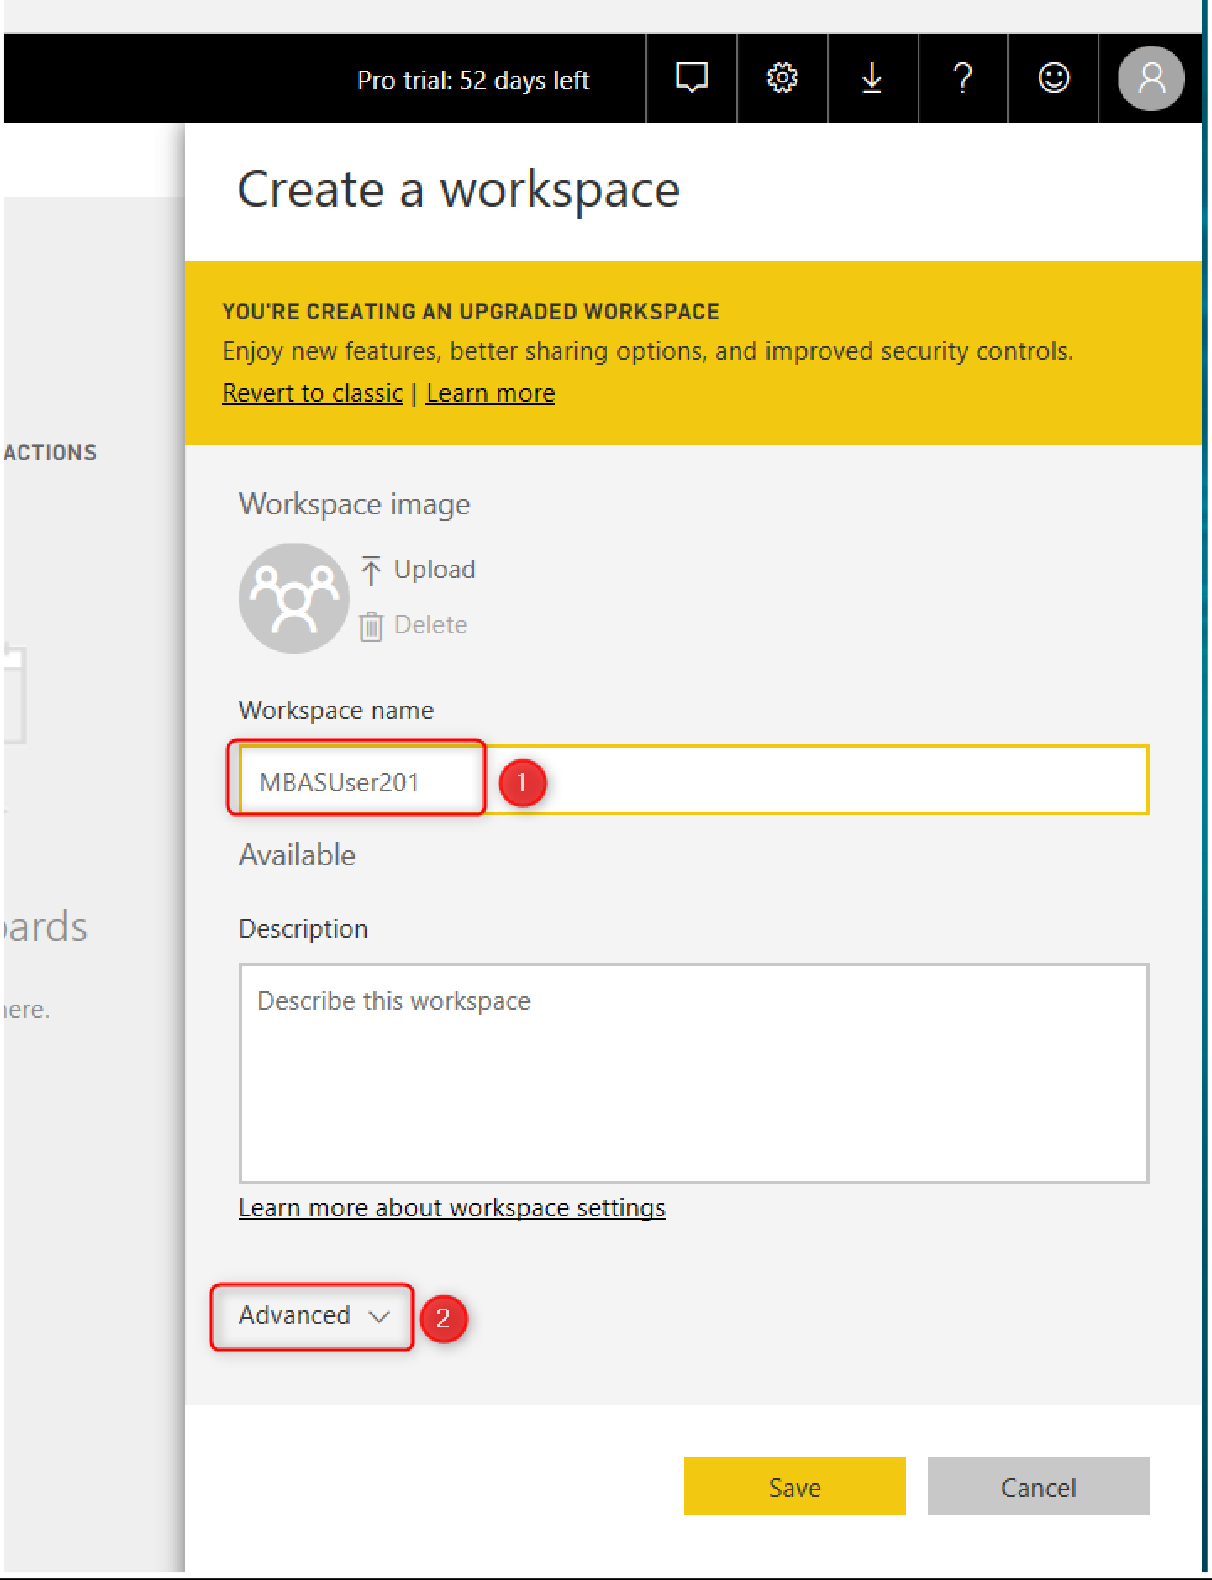 Pro trial: 52 days left
?
Create a workspace
YOU'RE CREATING AN UPGRADED WORKSPACE
Enjoy new features, better sharing options, and improved security controls.
Revert to classic | Learn more
ACTIONS
Workspace image
Upload
Delete
Workspace name
MBASUser201
1
Available
ards
Description
Describe this workspace
ere.
Learn more about workspace settings
Advanced
2
Save
Cancel